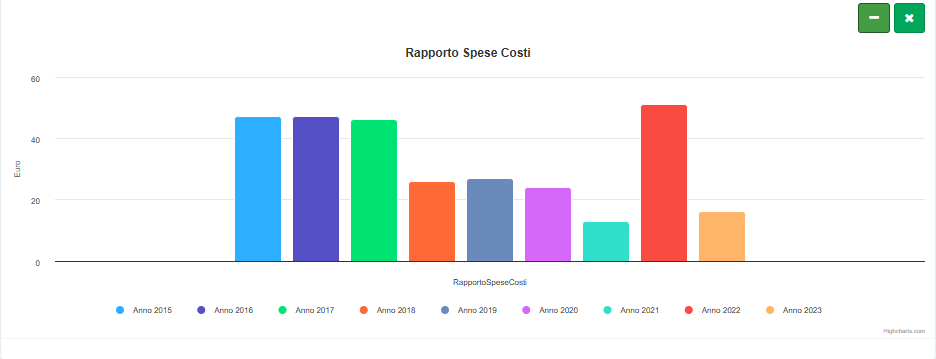 Rapporto Spese Costi
60
40
20
0
Euro
RapportoSpeseCosti
Anno 2015 Anno 2016 Anno 2017 Anno 2018 Anno 2019 Anno 2020 Anno 2021 Anno 2022 Anno 2023
Highcharts.com